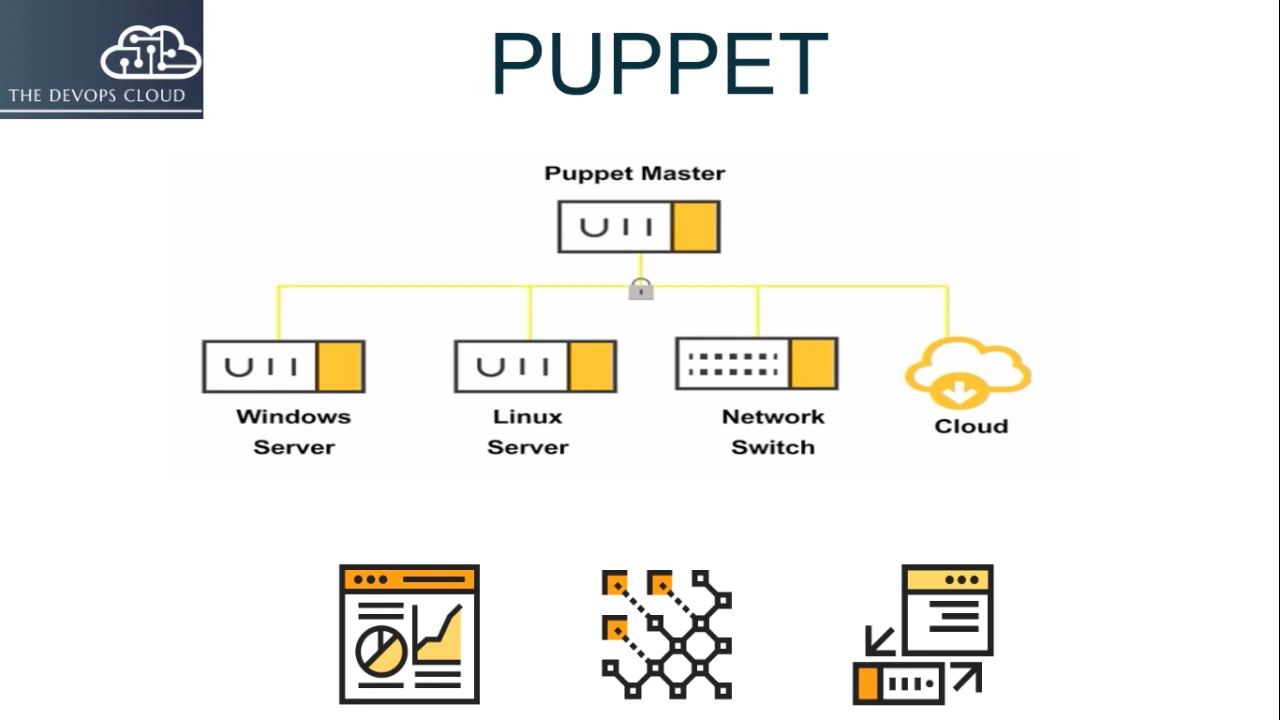 THE DEVOPS CLOUD
PUPPET
Puppet Master
Windows
Server
Linux
Server
Network
Switch
Cloud